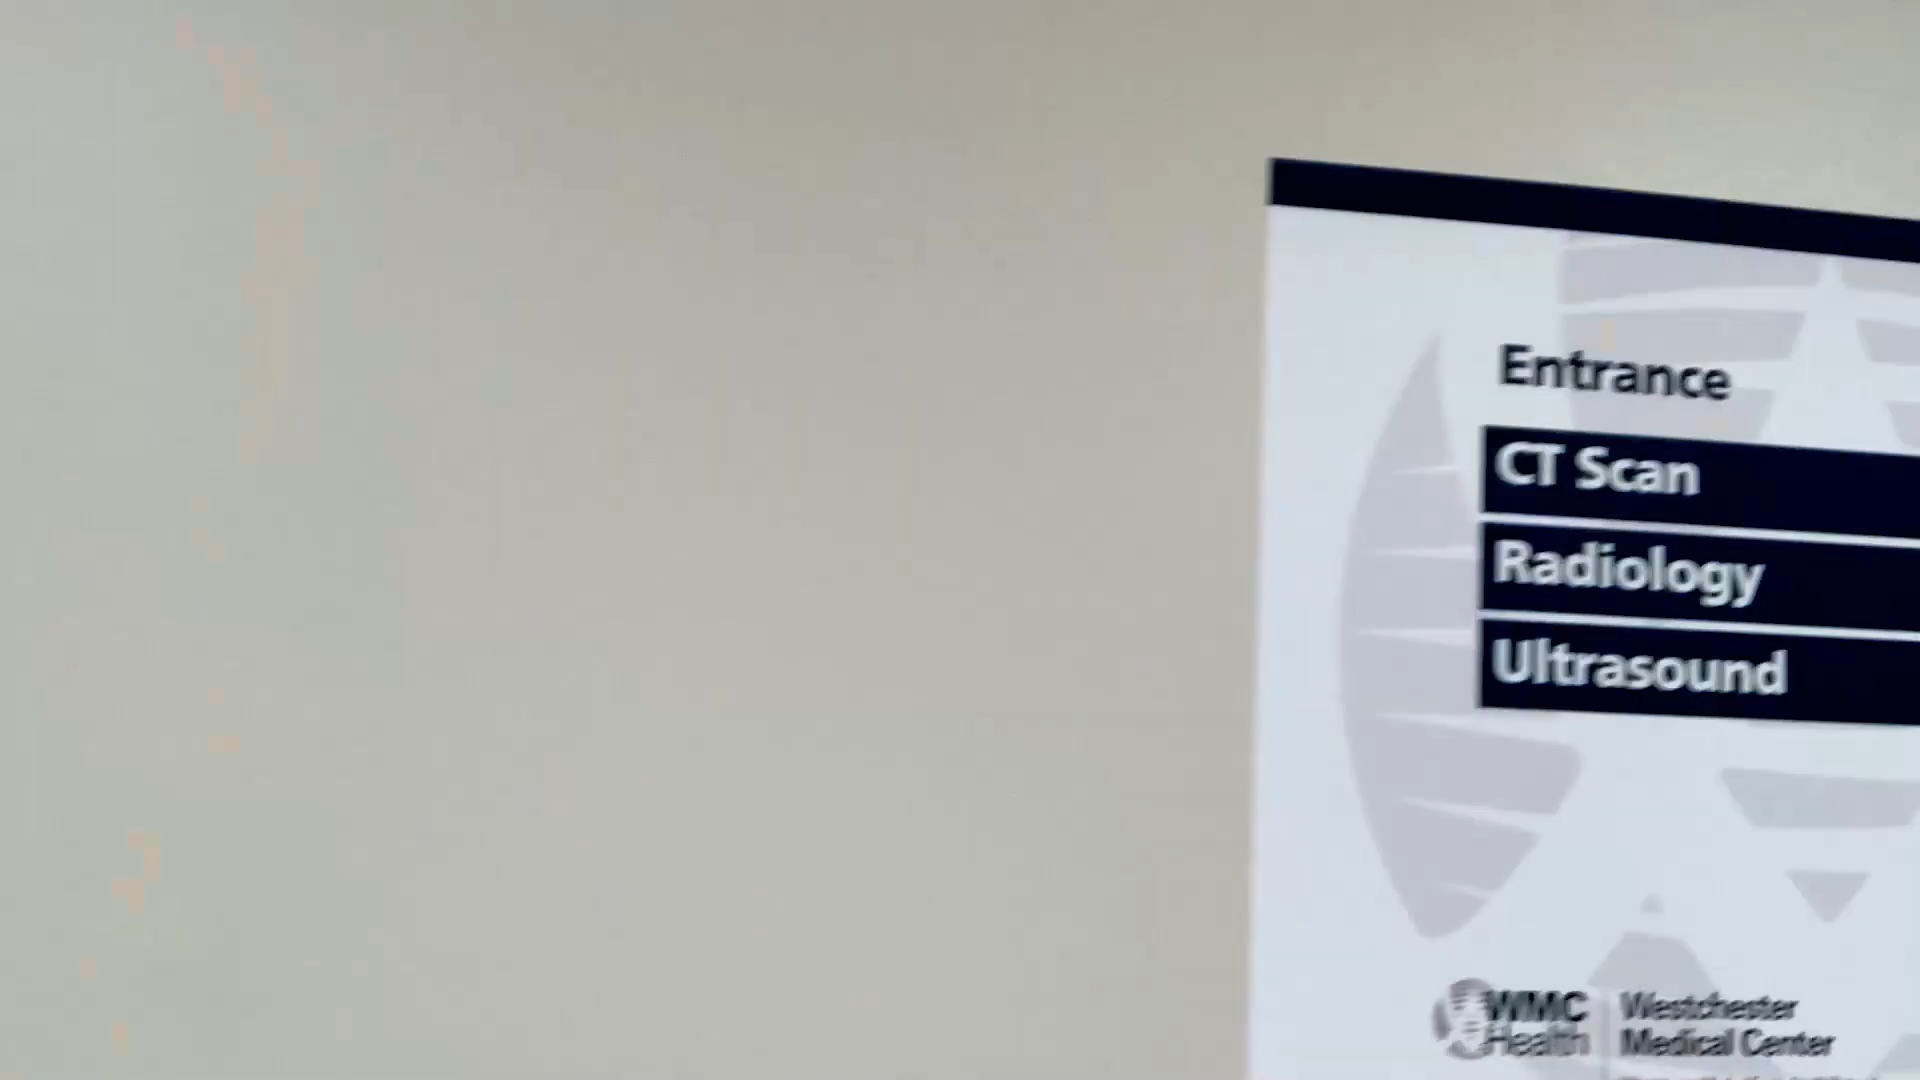 Entrance
CT Scan
Radiology
Ultrasound
WMC
Health
Westchester
Medical Center